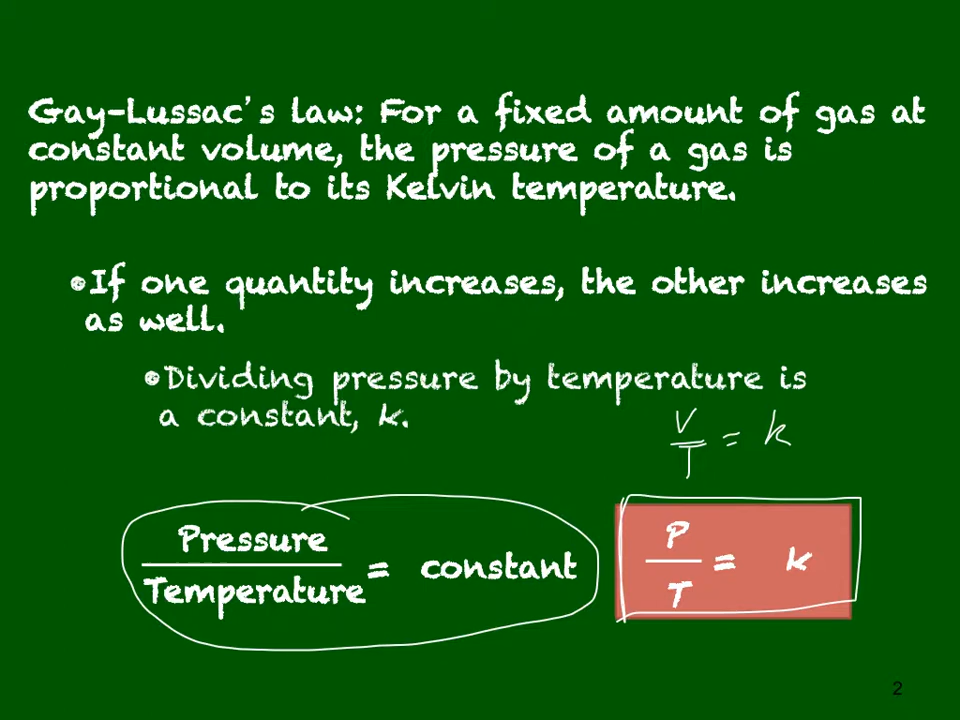 Gay-Lussac's law: For a fixed amount of gas at
constant volume, the pressure of a gas is
proportional to its Kelvin temperature.
•If one quantity increases, the other increases
as well.
•Dividing pressure by temperature is
a constant, k.
V
T = k
Pressure
Temperature = constant
P
T = k
2